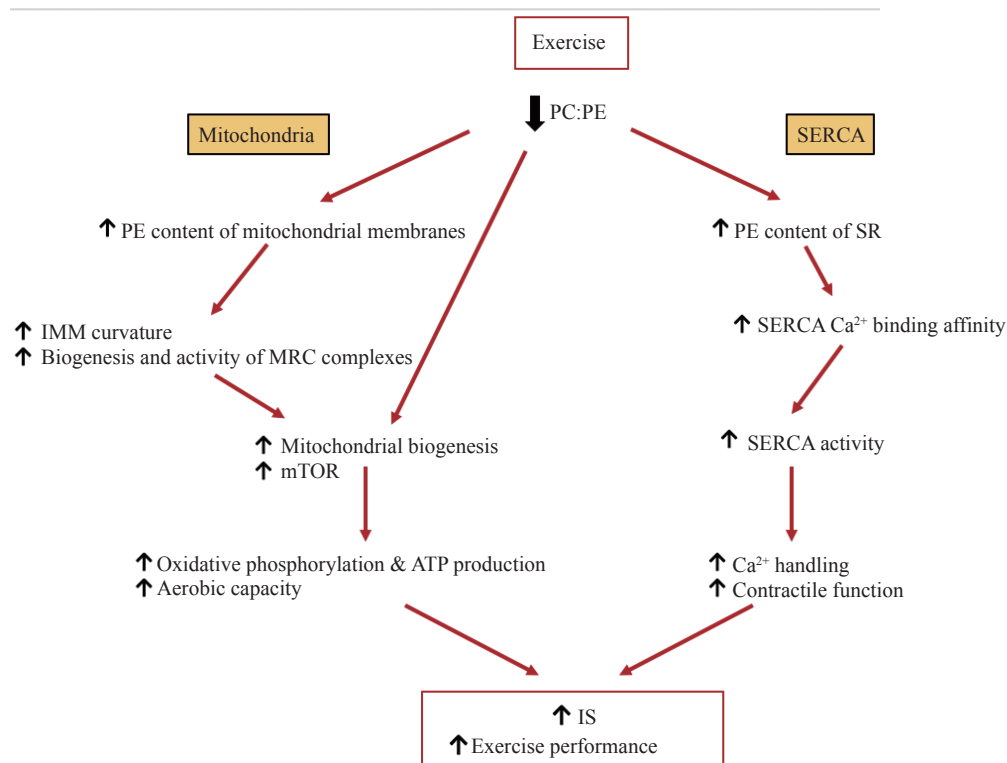 Exercise
PC:PE
Mitochondria
SERCA
↑ PE content of mitochondrial membranes
↑ PE content of SR
↑ IMM curvature
↑ Biogenesis and activity of MRC complexes
↑ SERCA Ca²⁺ binding affinity
↑ Mitochondrial biogenesis
↑ mTOR
↑ SERCA activity
↑ Oxidative phosphorylation & ATP production
↑ Aerobic capacity
↑ Ca²⁺ handling
↑ Contractile function
↑ IS
↑ Exercise performance